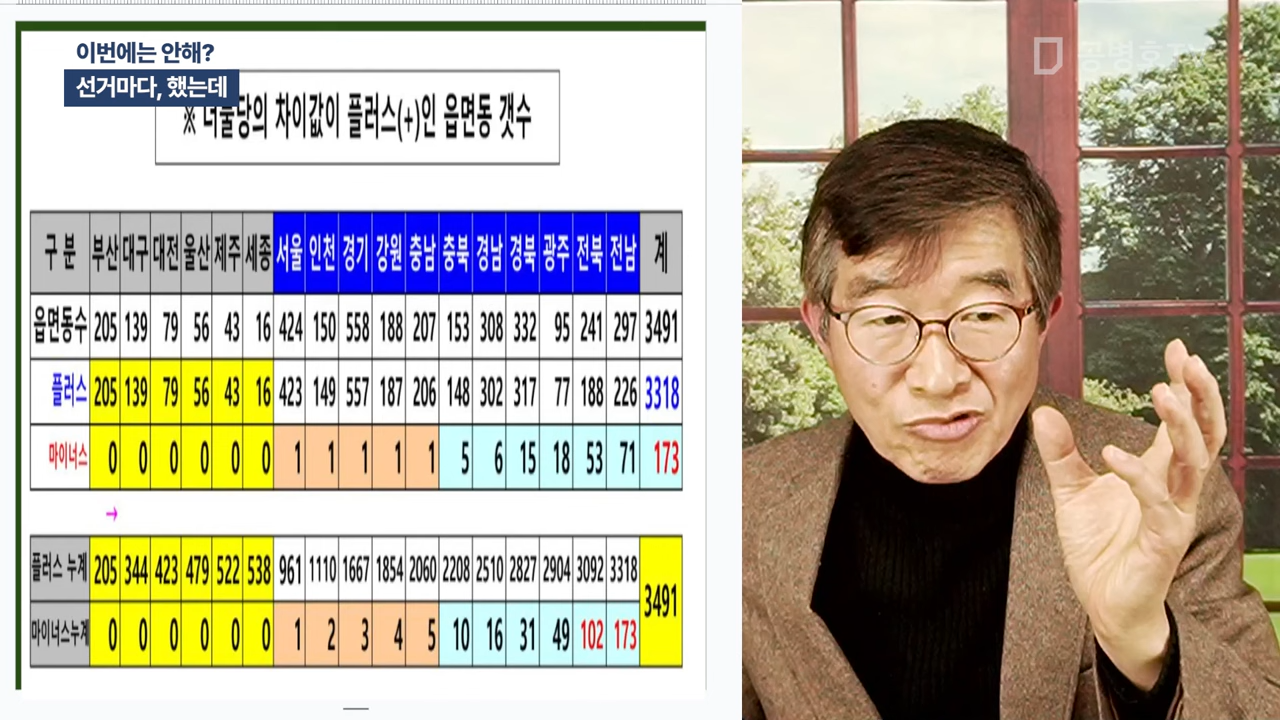 이번에는 안해?
선거마다, 했는데
※ 더불당의 차이값이 플러스(+)인 읍면동 갯수
구 분 부산 대구 대전 울산 제주 세종 서울 인천 경기 강원 충남 충북 경남 경북 광주 전북 전남 계
읍면동수 205 139 79 56 43 16 424 150 558 188 207 153 308 332 95 241 297 3491
플러스 205 139 79 56 43 16 423 149 557 187 206 148 302 317 77 188 226 3318
마이너스 0 0 0 0 0 0 1 1 1 1 1 5 6 15 18 53 71 173
→
플러스 누계 205 344 423 479 522 538 961 1110 1667 1854 2060 2208 2510 2827 2904 3092 3318 3491
마이너스누계 0 0 0 0 0 0 1 2 3 4 5 10 16 31 49 102 173
공병호